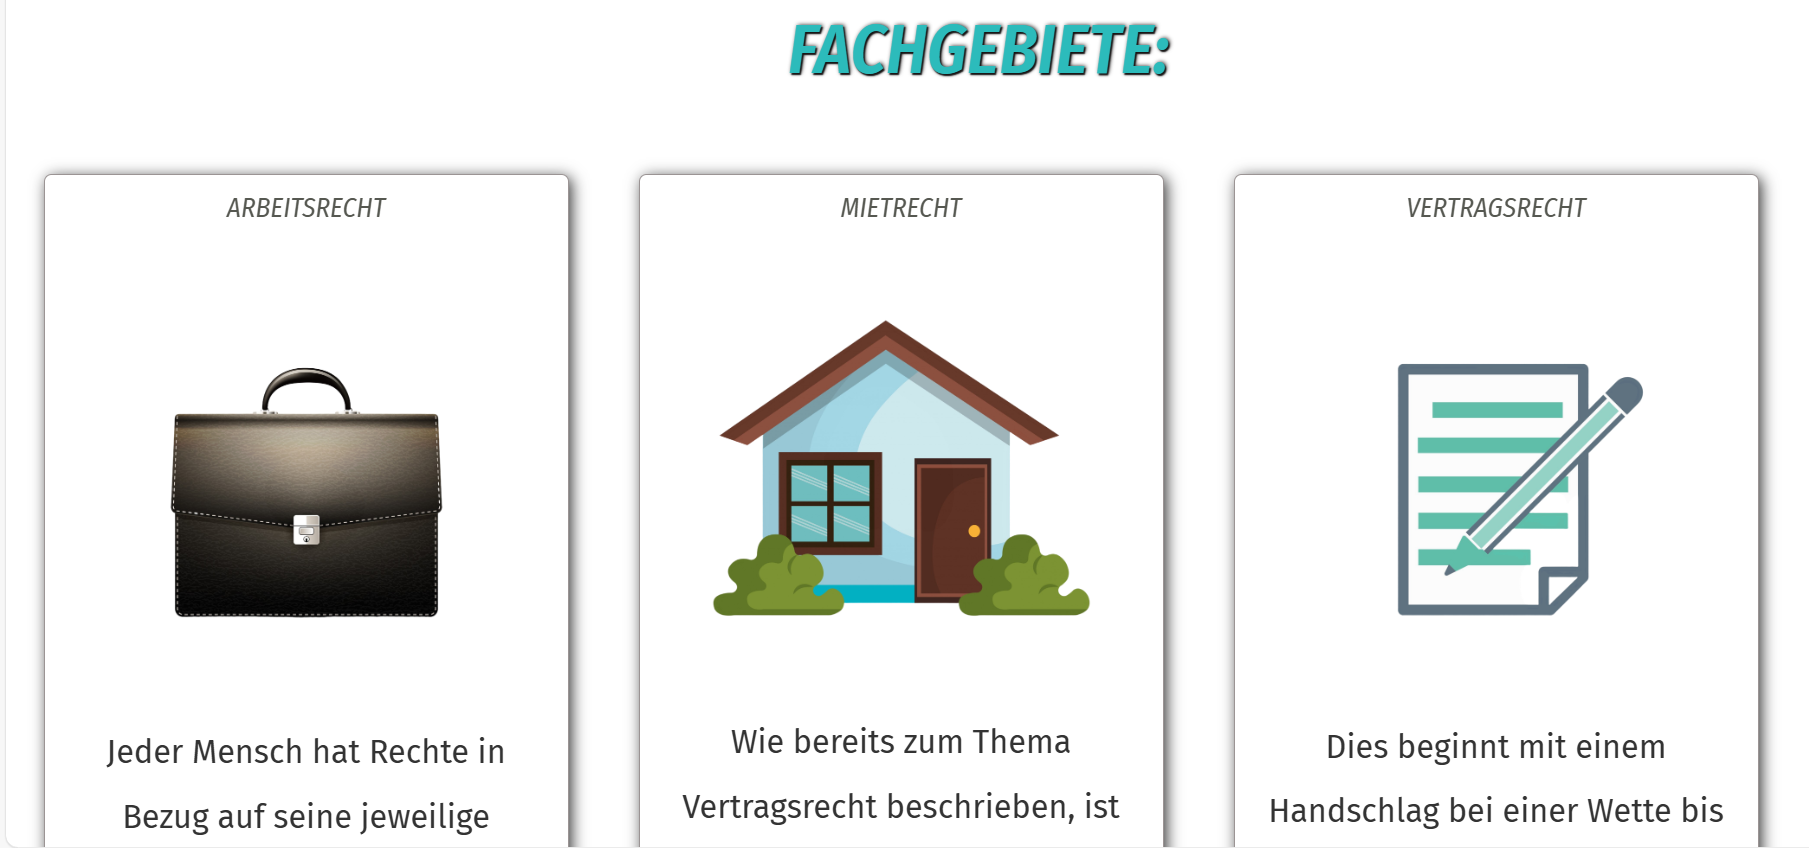 FACHGEBIETE:
ARBEITSRECHT
Jeder Mensch hat Rechte in
Bezug auf seine jeweilige
MIETRECHT
Wie bereits zum Thema
Vertragsrecht beschrieben, ist
VERTRAGSRECHT
Dies beginnt mit einem
Handschlag bei einer Wette bis